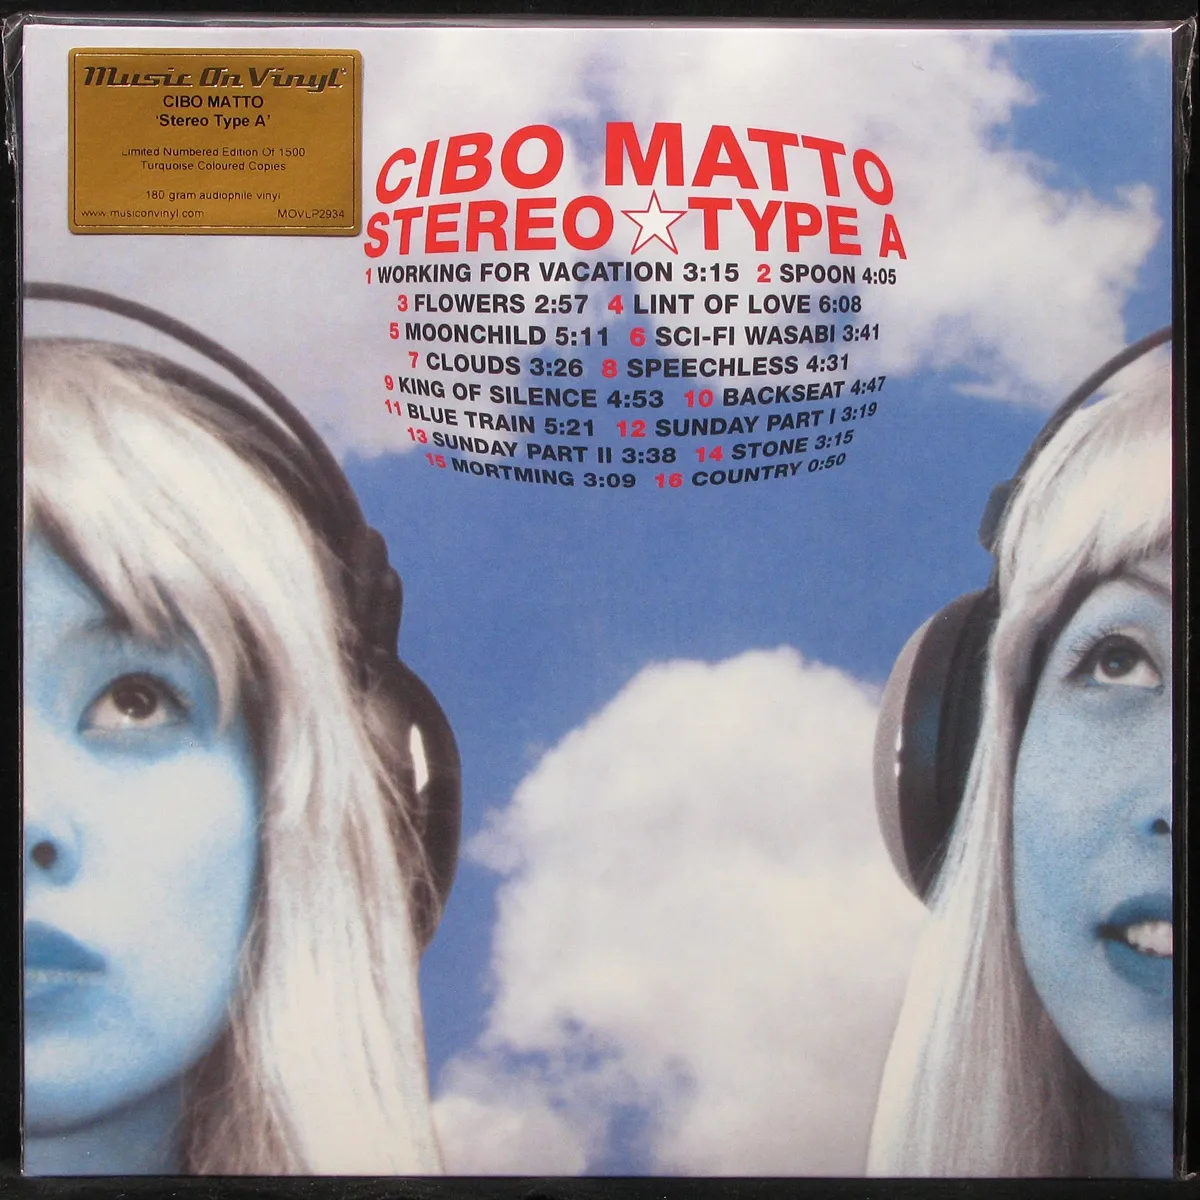 Music On Vinyl
CIBO MATTO
'Stereo Type A'
Limited Numbered Edition Of 1500
Turquoise Coloured Copies
180 gram audiophile vinyl
www.musiconvinyl.com MOVLP2934
CIBO MATTO
STEREO☆TYPE A
1 WORKING FOR VACATION 3:15 2 SPOON 4:05
3 FLOWERS 2:57 4 LINT OF LOVE 6:08
5 MOONCHILD 5:11 6 SCI-FI WASABI 3:41
7 CLOUDS 3:26 8 SPEECHLESS 4:31
9 KING OF SILENCE 4:53 10 BACKSEAT 4:47
11 BLUE TRAIN 5:21 12 SUNDAY PART I 3:19
13 SUNDAY PART II 3:38 14 STONE 3:15
15 MORTMING 3:09 16 COUNTRY 0:50